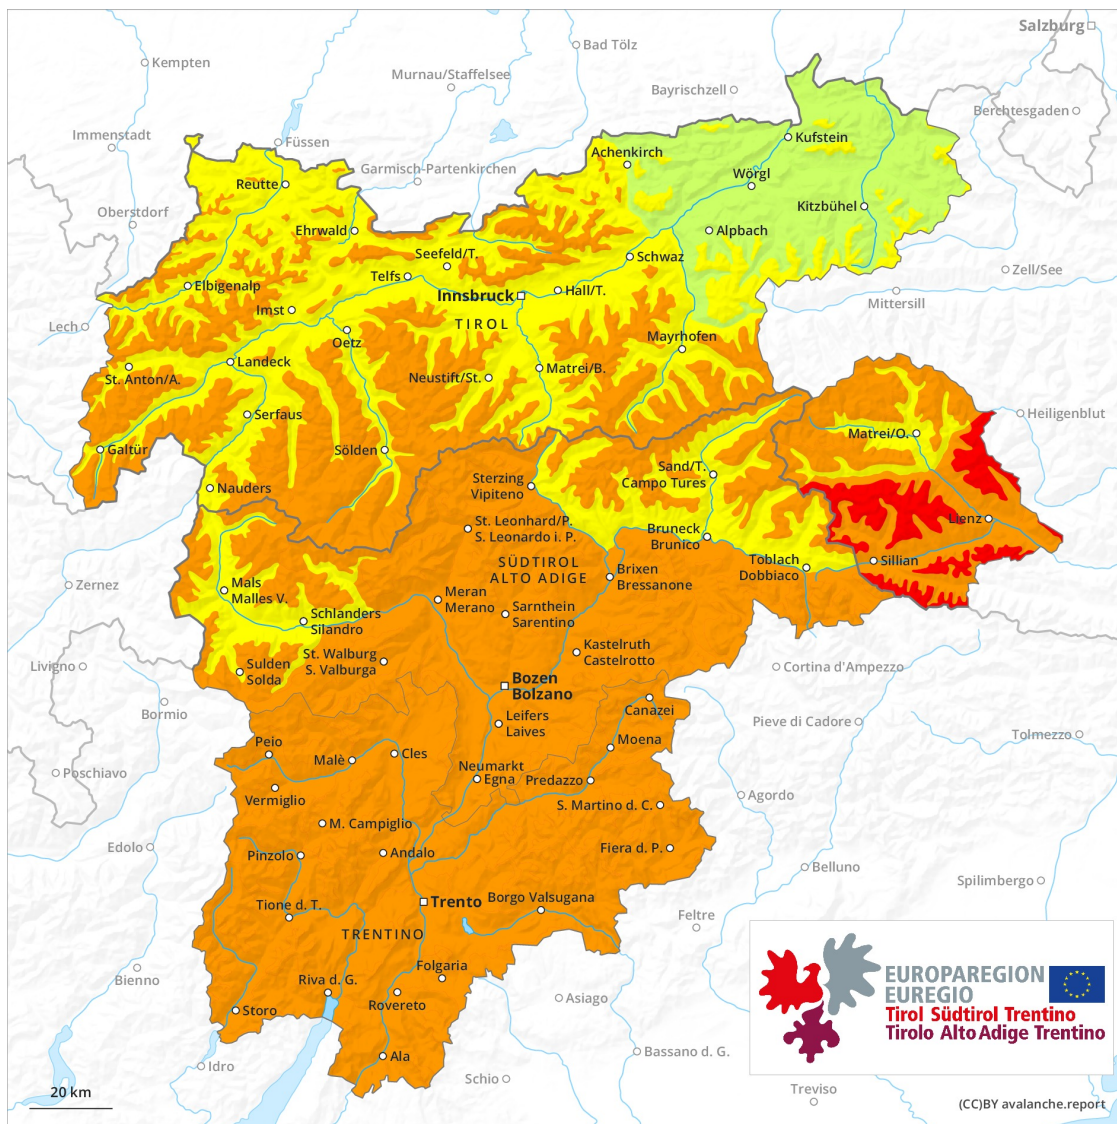 Salzburg
Bad Tölz
Kempten
Murnau/Staffelsee
Bayrischzell
Berchtesgaden
Immenstadt
Füssen
Kufstein
Achenkirch
Garmisch-Partenkirchen
Wörgl
Reutte
Oberstdorf
Kitzbühel
Ehrwald
Alpbach
Seefeld/T.
Schwaz
Telfs
Zell/See
Elbigenalp
Innsbruck
Hall/T.
Mittersill
Imst
TIROL
Lech
Oetz
Mayrhofen
Landeck
Matrei/B.
St. Anton/A.
Neustift/St.
Serfaus
Heiligenblut
Matrei/O.
Galtür
Sölden
Sand/T.
Campo Tures
Sterzing
Vipiteno
Nauders
St. Leonhard/P.
S. Leonardo i. P.
Lienz
Bruneck
Brunico
SÜDTIROL
ALTO ADIGE
Toblach
Dobbiaco
Sillian
Brixen
Bressanone
Zernez
Mals
Malles V.
Meran
Merano
Sarnthein
Sarentino
Schlanders
Silandro
Kastelruth
Castelrotto
St. Walburg
S. Valburga
Livigno
Sulden
Solda
Cortina d'Ampezzo
Bozen
Bolzano
Bormio
Canazei
Leifers
Laives
Pieve di Cadore
Tolmezzo
Peio
Moena
Malè
Cles
Poschiavo
Neumarkt
Egna
Predazzo
Vermiglio
Agordo
S. Martino d. C.
M. Campiglio
Edolo
Pinzolo
Andalo
Fiera d. P.
Belluno
Spilimbergo
Tione d. T.
Trento
Borgo Valsugana
Feltre
TRENTINO
Folgaria
Bienno
Riva d. G.
EUROPAREGION
EUREGIO
Tirol Südtirol Trentino
Tirolo Alto Adige Trentino
Asiago
Storo
Rovereto
Ala
Bassano d. G.
Idro
Schio
Treviso
20 km
(CC)BY avalanche.report